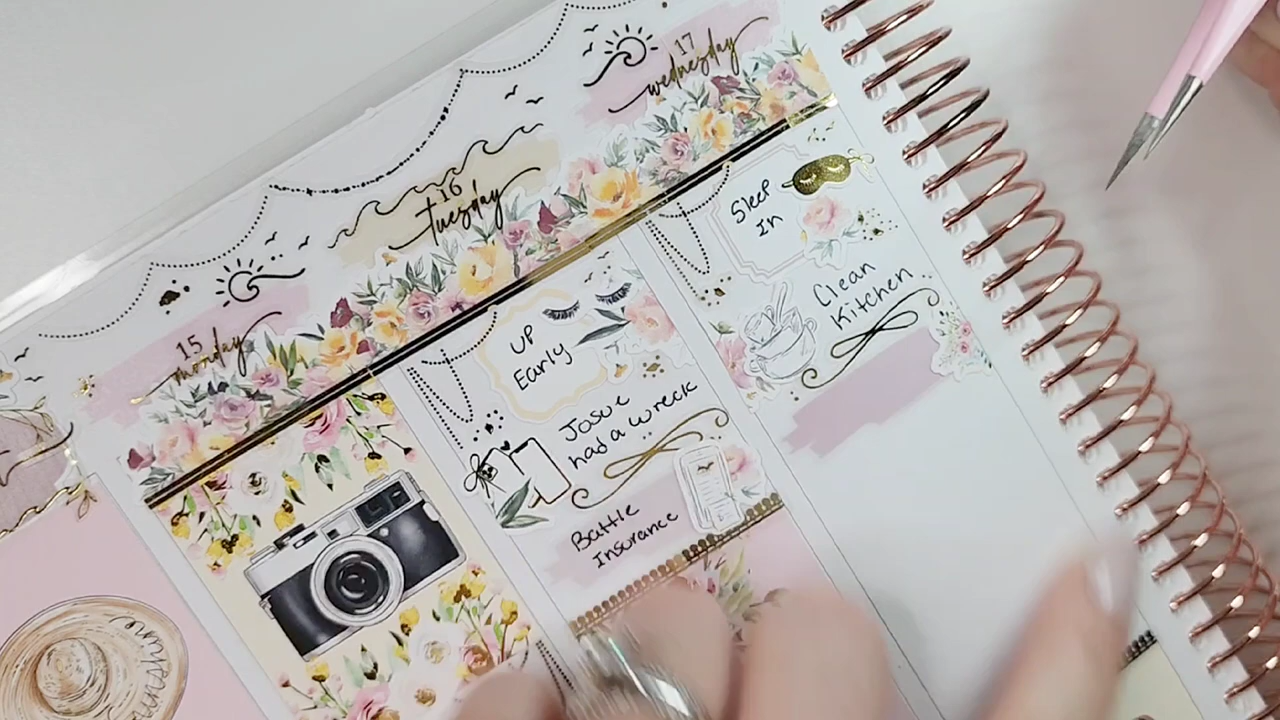 15
monday
16
tuesday
17
wednesday
UP
Early
Josue
had a wreck
Battle
Insurance
Sleep
In
Clean
Kitchen